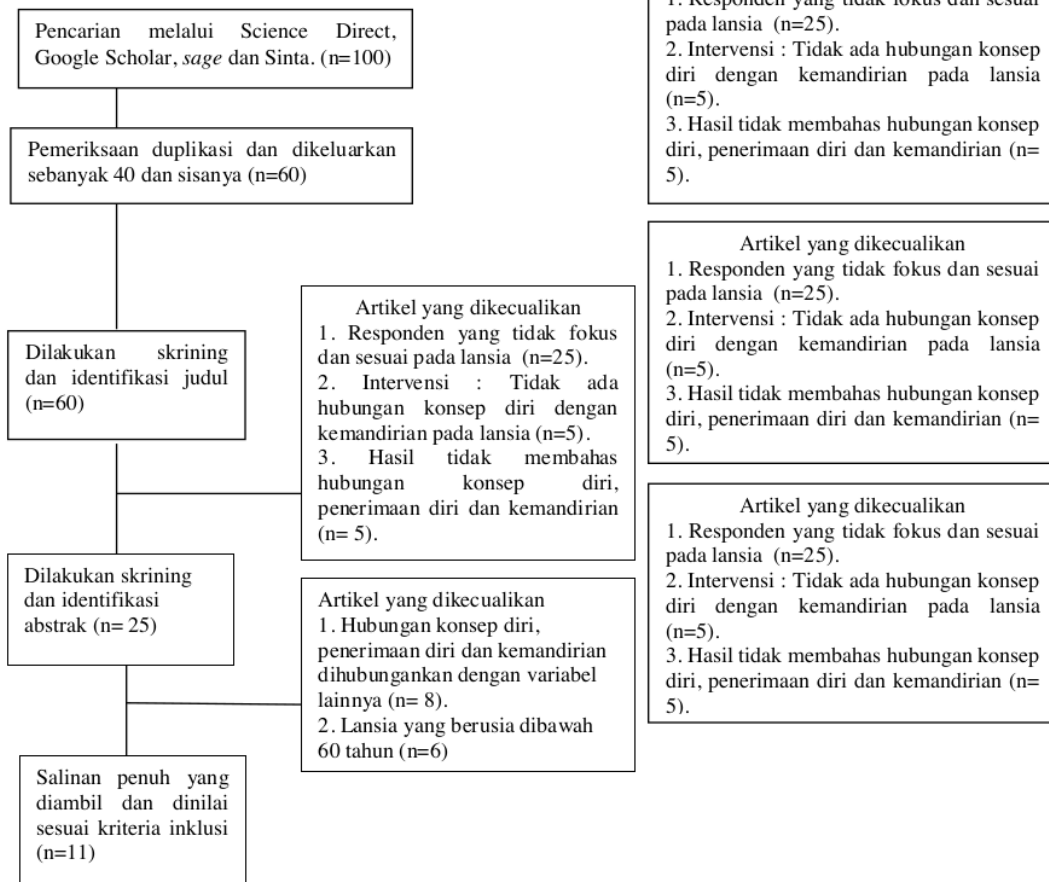 Pencarian melalui Science Direct,
Google Scholar, sage dan Sinta. (n=100)
Pemeriksaan duplikasi dan dikeluarkan
sebanyak 40 dan sisanya (n=60)
Dilakukan skrining
dan identifikasi judul
(n=60)
Artikel yang dikecualikan
1. Responden yang tidak fokus
dan sesuai pada lansia (n=25).
2. Intervensi : Tidak ada
hubungan konsep diri dengan
kemandirian pada lansia (n=5).
3. Hasil tidak membahas
hubungan konsep diri,
penerimaan diri dan kemandirian
(n= 5).
Dilakukan skrining
dan identifikasi
abstrak (n= 25)
Artikel yang dikecualikan
1. Hubungan konsep diri,
penerimaan diri dan kemandirian
dihubungankan dengan variabel
lainnya (n= 8).
2. Lansia yang berusia dibawah
60 tahun (n=6)
Salinan penuh yang
diambil dan dinilai
sesuai kriteria inklusi
(n=11)
1. Responden yang tidak fokus dan sesuai
pada lansia (n=25).
2. Intervensi : Tidak ada hubungan konsep
diri dengan kemandirian pada lansia
(n=5).
3. Hasil tidak membahas hubungan konsep
diri, penerimaan diri dan kemandirian (n=
5).
Artikel yang dikecualikan
1. Responden yang tidak fokus dan sesuai
pada lansia (n=25).
2. Intervensi : Tidak ada hubungan konsep
diri dengan kemandirian pada lansia
(n=5).
3. Hasil tidak membahas hubungan konsep
diri, penerimaan diri dan kemandirian (n=
5).
Artikel yang dikecualikan
1. Responden yang tidak fokus dan sesuai
pada lansia (n=25).
2. Intervensi : Tidak ada hubungan konsep
diri dengan kemandirian pada lansia
(n=5).
3. Hasil tidak membahas hubungan konsep
diri, penerimaan diri dan kemandirian (n=
5).